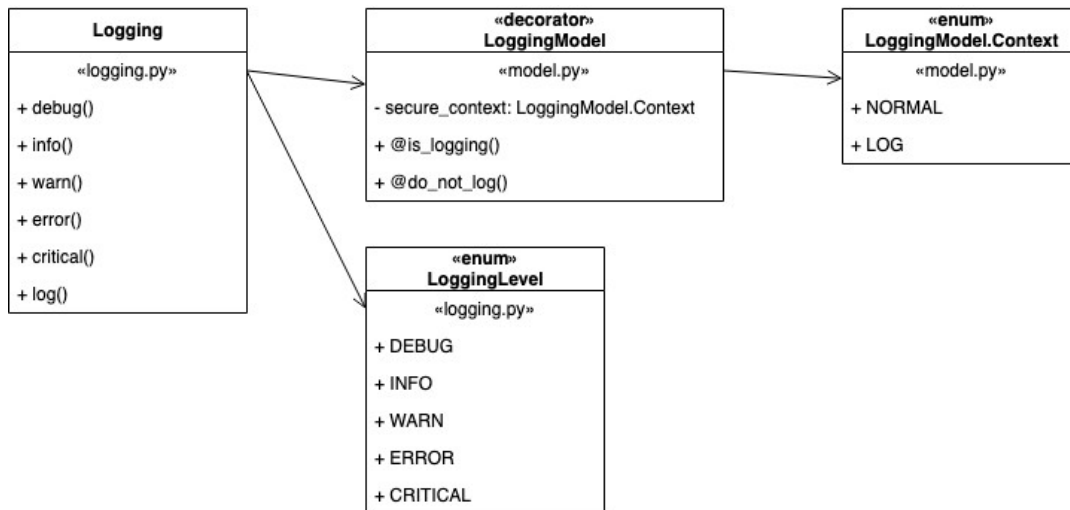 Logging
«logging.py»
+ debug()
+ info()
+ warn()
+ error()
+ critical()
+ log()
«decorator»
LoggingModel
«model.py»
- secure_context: LoggingModel.Context
+ @is_logging()
+ @do_not_log()
«enum»
LoggingModel.Context
«model.py»
+ NORMAL
+ LOG
«enum»
LoggingLevel
«logging.py»
+ DEBUG
+ INFO
+ WARN
+ ERROR
+ CRITICAL